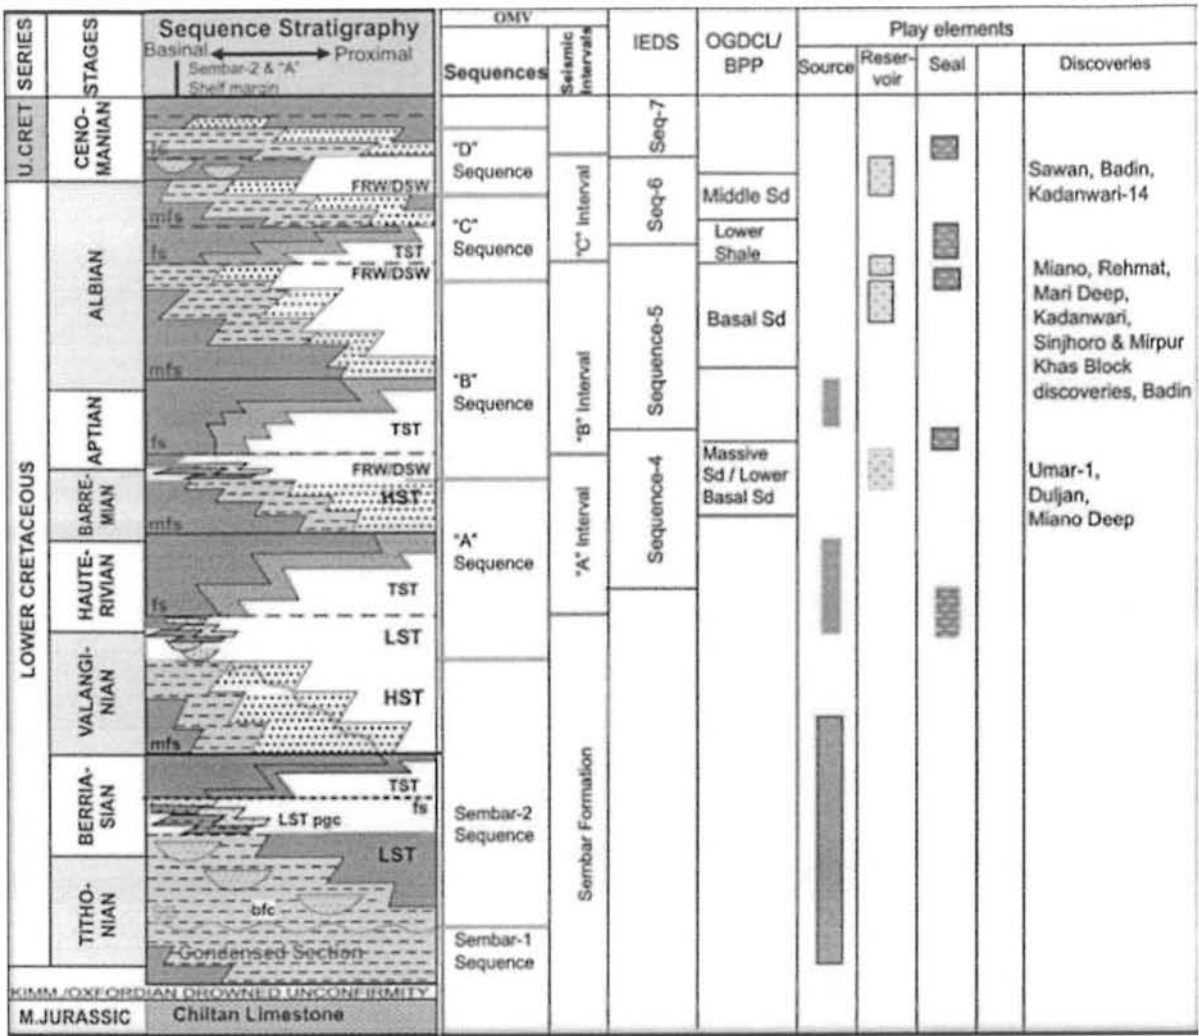 SERIES
STAGES
Sequence Stratigraphy
Basinal
Proximal
Sembar-2 & "A"
Shelf margin
OMV
Sequences
Seismic
Intervals
IEDS
OGDCL/
BPP
Play elements
Source
Reser-
voir
Seal
Discoveries
U.CRET
LOWER CRETACEOUS
CENO-
MANIAN
ALBIAN
APTIAN
BARRE-
MIAN
HAUTE-
RIVIAN
VALANGI-
NIAN
BERRIA-
SIAN
TITHO-
NIAN
FRW/DSW
mfs
fs
TST
FRW/DSW
mfs
TST
fs
FRW/DSW
HST
mfs
TST
fs
LST
HST
mfs
TST
fs
LST pgc
LST
bfc
Condensed Section
KIMM./OXFORDIAN DROWNED UNCONFIRMITY
M.JURASSIC
Chiltan Limestone
"D"
Sequence
"C"
Sequence
"B"
Sequence
"A"
Sequence
Sembar-2
Sequence
Sembar-1
Sequence
"C" Interval
"B" Interval
"A" Interval
Sembar Formation
Seq-7
Seq-6
Sequence-5
Sequence-4
Middle Sd
Lower
Shale
Basal Sd
Massive
Sd / Lower
Basal Sd
Sawan, Badin,
Kadanwari-14
Miano, Rehmat,
Mari Deep,
Kadanwari,
Sinjhoro & Mirpur
Khas Block
discoveries, Badin
Umar-1,
Duljan,
Miano Deep